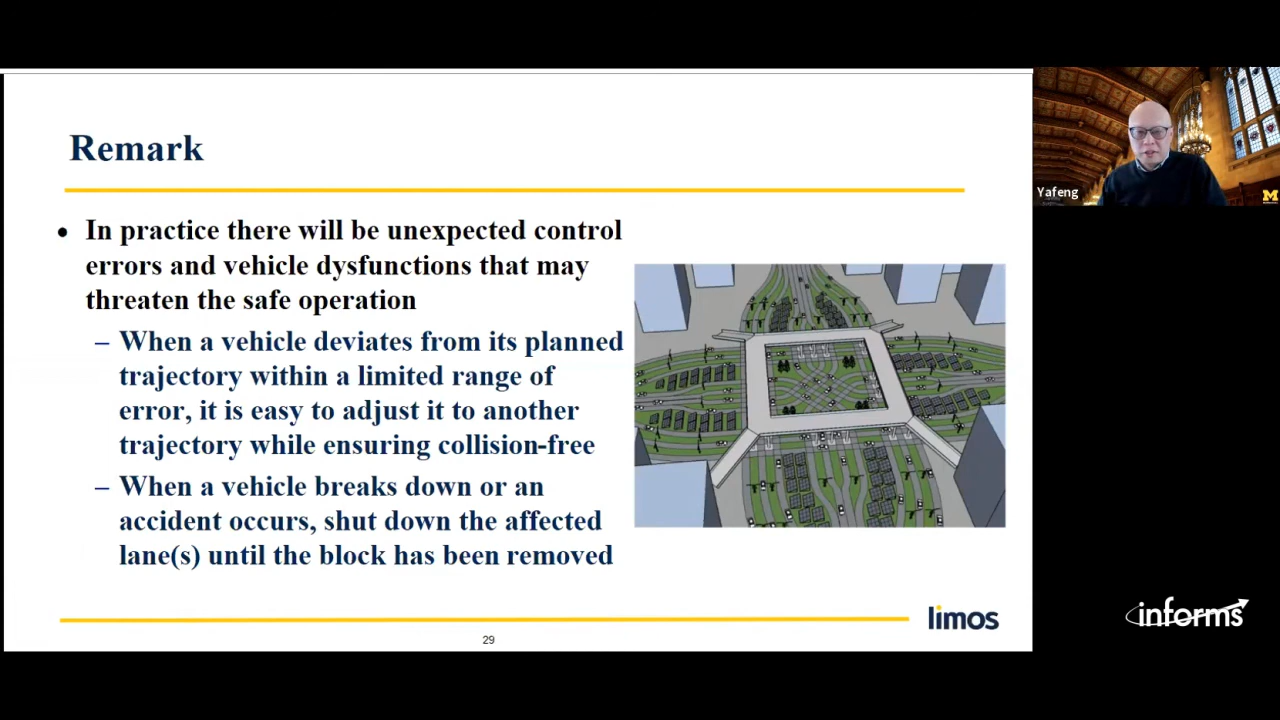 Remark
• In practice there will be unexpected control
errors and vehicle dysfunctions that may
threaten the safe operation
– When a vehicle deviates from its planned
trajectory within a limited range of
error, it is easy to adjust it to another
trajectory while ensuring collision-free
– When a vehicle breaks down or an
accident occurs, shut down the affected
lane(s) until the block has been removed
limos
29
Yafeng
M
informs